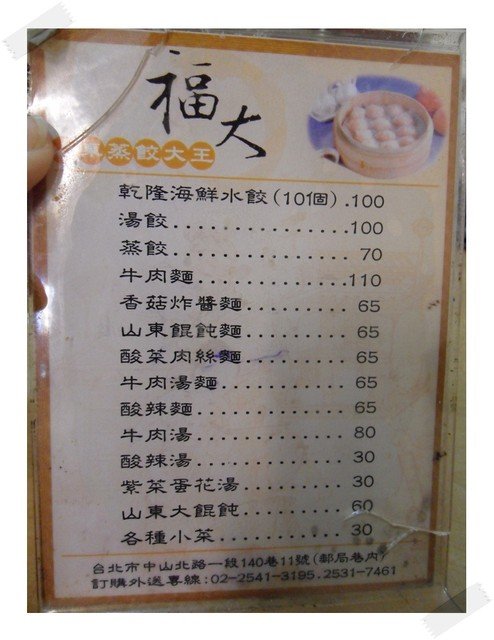 福大
蒸餃大王
乾隆海鮮水餃(10個).100
湯餃..................100
蒸餃..................70
牛肉麵...............110
香菇炸醬麵.........65
山東餛飩麵.........65
酸菜肉絲麵.........65
牛肉湯麵............65
酸辣麵...............65
牛肉湯...............80
酸辣湯...............30
紫菜蛋花湯.........30
山東大餛飩.........60
各種小菜............30
台北市中山北路一段140巷11號(郵局巷內)
訂購外送專線:02-2541-3195.2531-7461